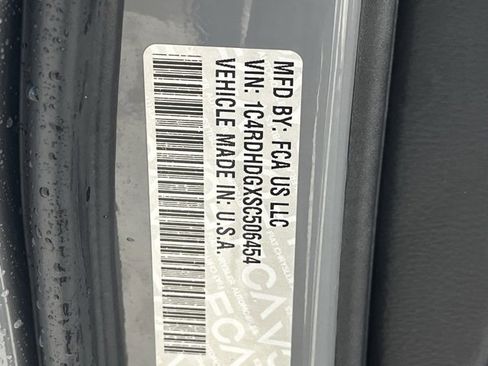 MFD BY: FCA US LLC
VIN: 1C4RDHDGXSC506454
VEHICLE MADE IN U.S.A.